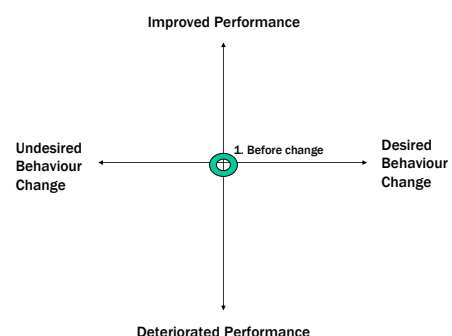 Improved Performance
1. Before change
Undesired
Behaviour
Change
Desired
Behaviour
Change
Deteriorated Performance